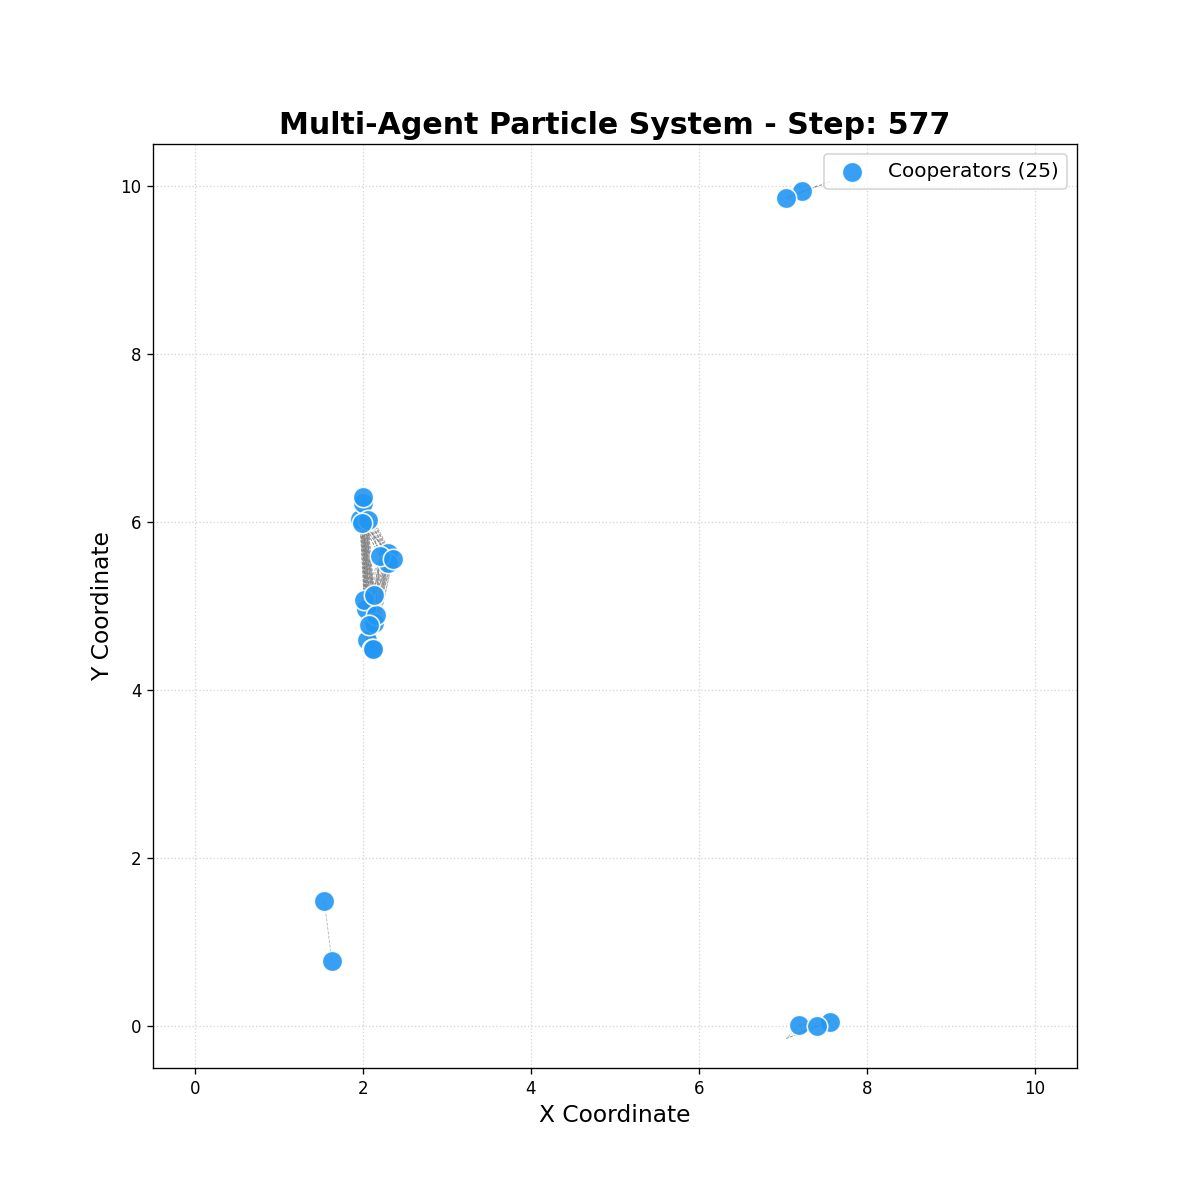 Multi-Agent Particle System - Step: 577
Cooperators (25)
10
8
6
4
2
0
Y Coordinate
0 2 4 6 8 10
X Coordinate